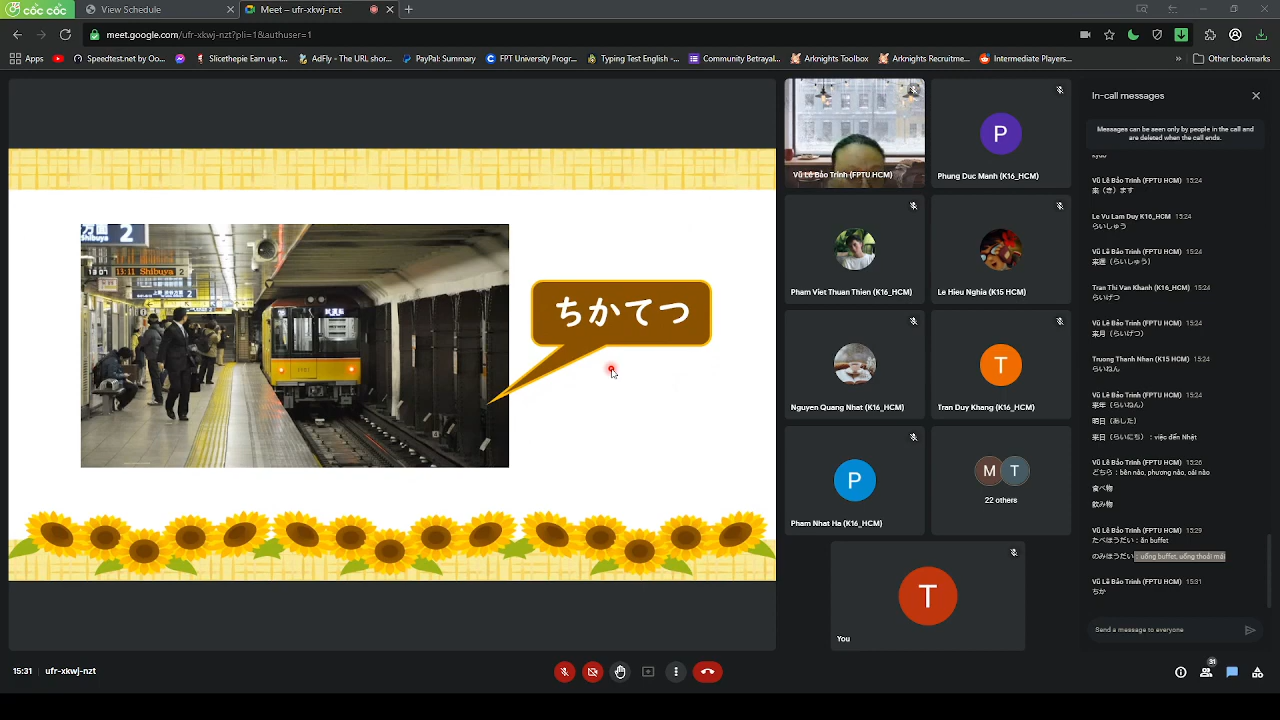 cốc cốc
View Schedule
Meet – ufr-xkwj-nzt
meet.google.com/ufr-xkwj-nzt?pli=1&authuser=1
Apps
Speedtest.net by Oo...
Slicethepie Earn up t...
AdFly - The URL shor...
PayPal: Summary
FPT University Progr...
Typing Test English -...
Community Betrayal...
Arknights Toolbox
Arknights Recruitme...
Intermediate Players...
»
Other bookmarks
2
Shibuya
13:11 Shibuya 2
ちかてつ
Vũ Lê Bảo Trinh (FPTU HCM)
P
Phung Duc Manh (K16_HCM)
Pham Viet Thuan Thien (K16_HCM)
Le Hieu Nghia (K15 HCM)
Nguyen Quang Nhat (K16_HCM)
T
Tran Duy Khang (K16_HCM)
P
Pham Nhat Ha (K16_HCM)
M
T
22 others
T
You
In-call messages
Messages can be seen only by people in the call and
are deleted when the call ends.
Vũ Lê Bảo Trinh (FPTU HCM) 15:24
来（き）ます
Le Vu Lam Duy K16_HCM 15:24
らいしゅう
Vũ Lê Bảo Trinh (FPTU HCM) 15:24
来週（らいしゅう）
Tran Thi Van Khanh (K16_HCM) 15:24
らいげつ
Vũ Lê Bảo Trinh (FPTU HCM) 15:24
来月（らいげつ）
Truong Thanh Nhan (K15 HCM) 15:24
らいねん
Vũ Lê Bảo Trinh (FPTU HCM) 15:24
来年（らいねん）
明日（あした）
来日（らいにち）：việc đến Nhật
Vũ Lê Bảo Trinh (FPTU HCM) 15:26
どちら：bên nào, phương nào, cái nào
食べ物
飲み物
Vũ Lê Bảo Trinh (FPTU HCM) 15:29
たべほうだい：ăn buffet
のみほうだい：uống buffet, uống thoải mái
Vũ Lê Bảo Trinh (FPTU HCM) 15:31
ちか
Send a message to everyone
15:31
ufr-xkwj-nzt
31